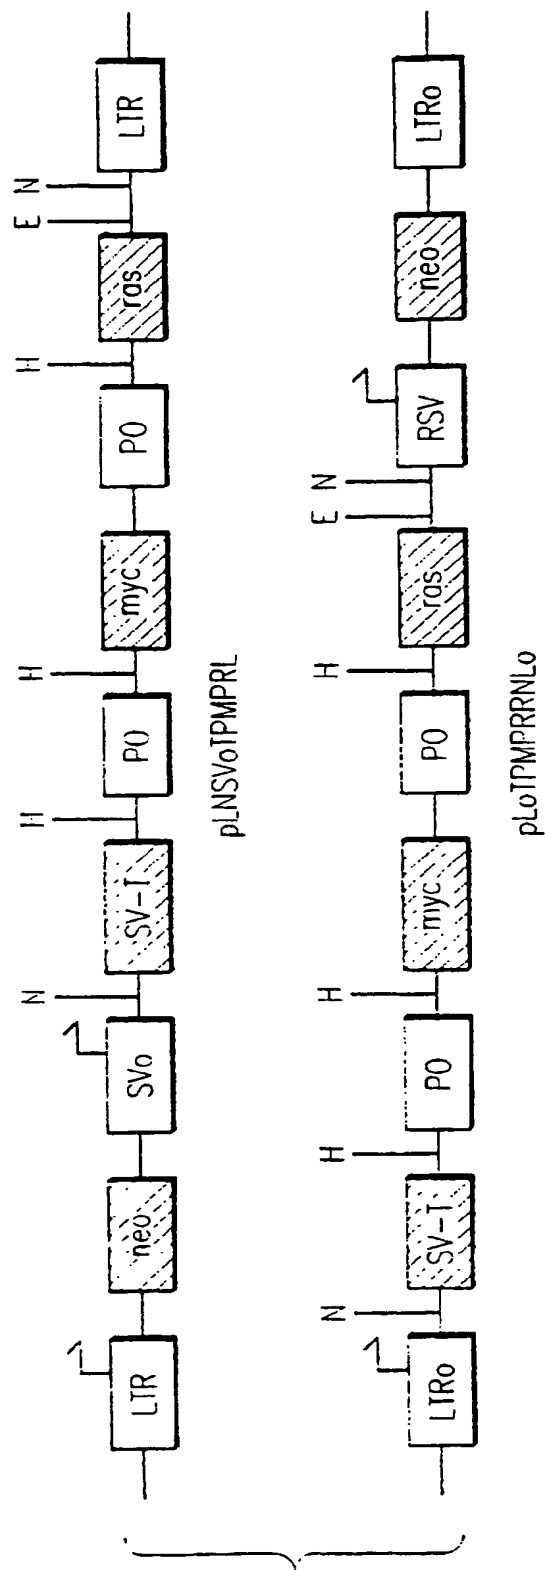 N H H H E N
LTR neo SVo SV-T PO myc PO ras LTR
pLNSVoTPMPRL
N H H H E N
LTRo SV-T PO myc PO ras RSV neo LTRo
pLoTPMPRRNLo